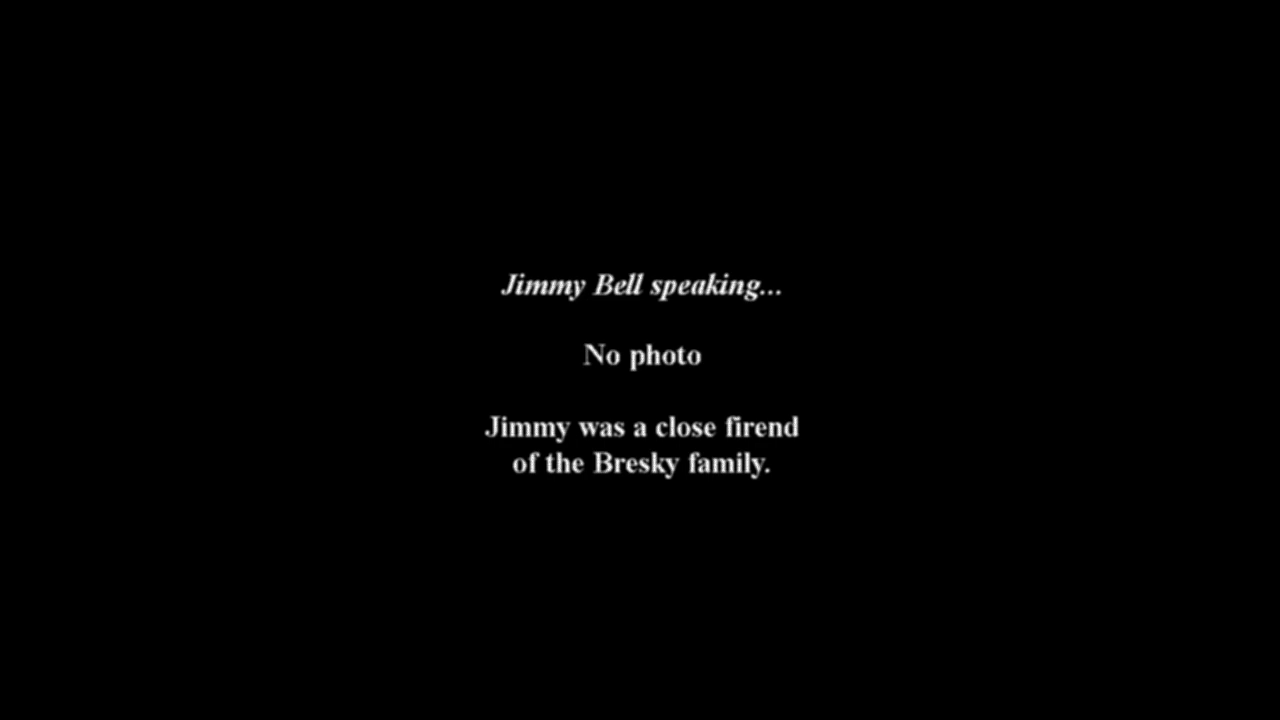 Jimmy Bell speaking...
No photo
Jimmy was a close firend
of the Bresky family.